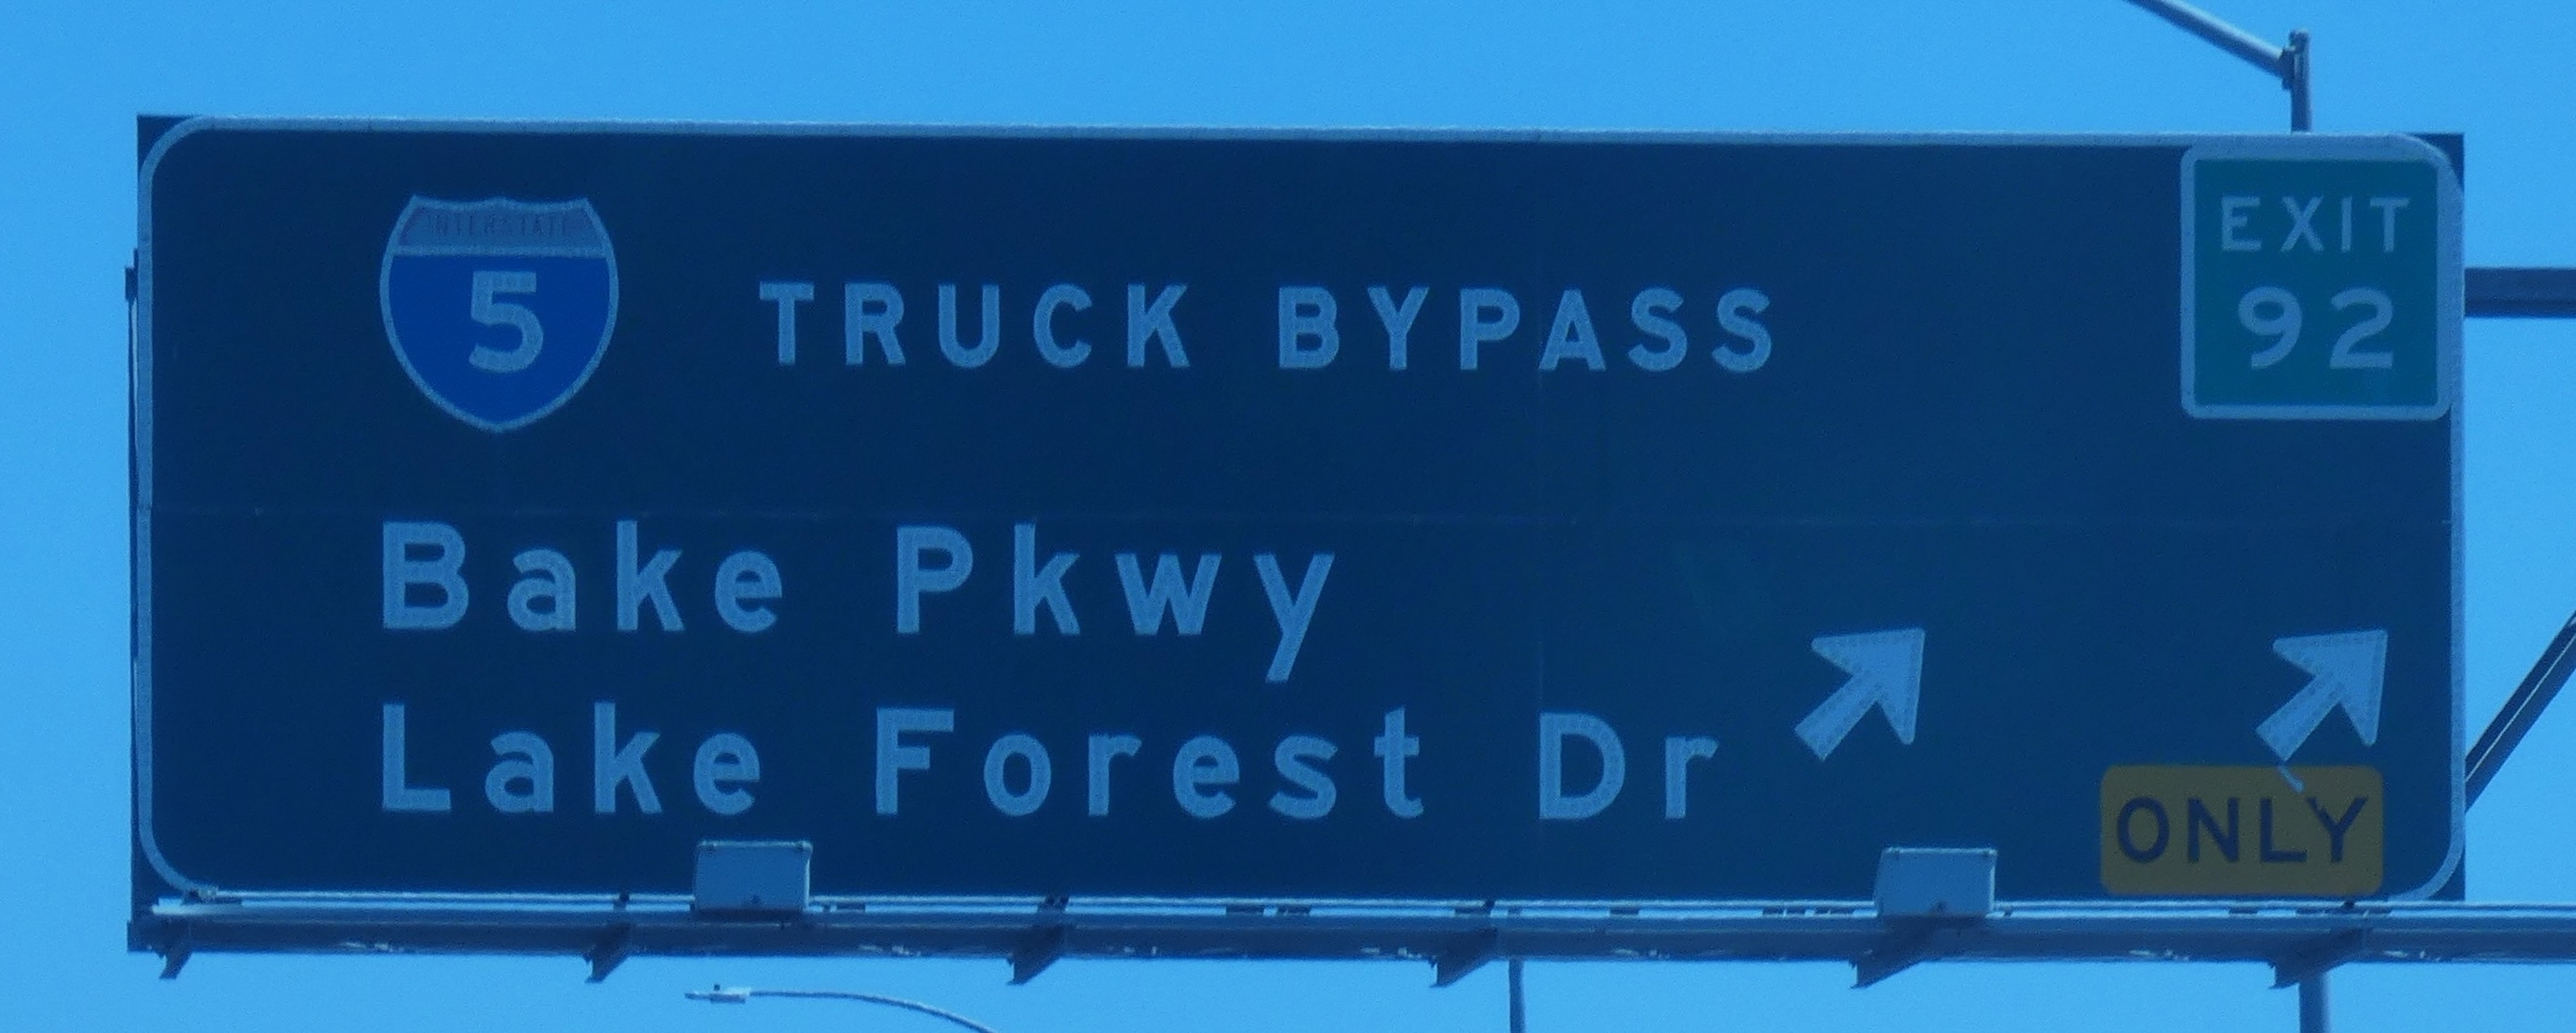 INTERSTATE
5
TRUCK BYPASS
EXIT
92
Bake Pkwy
Lake Forest Dr
ONLY